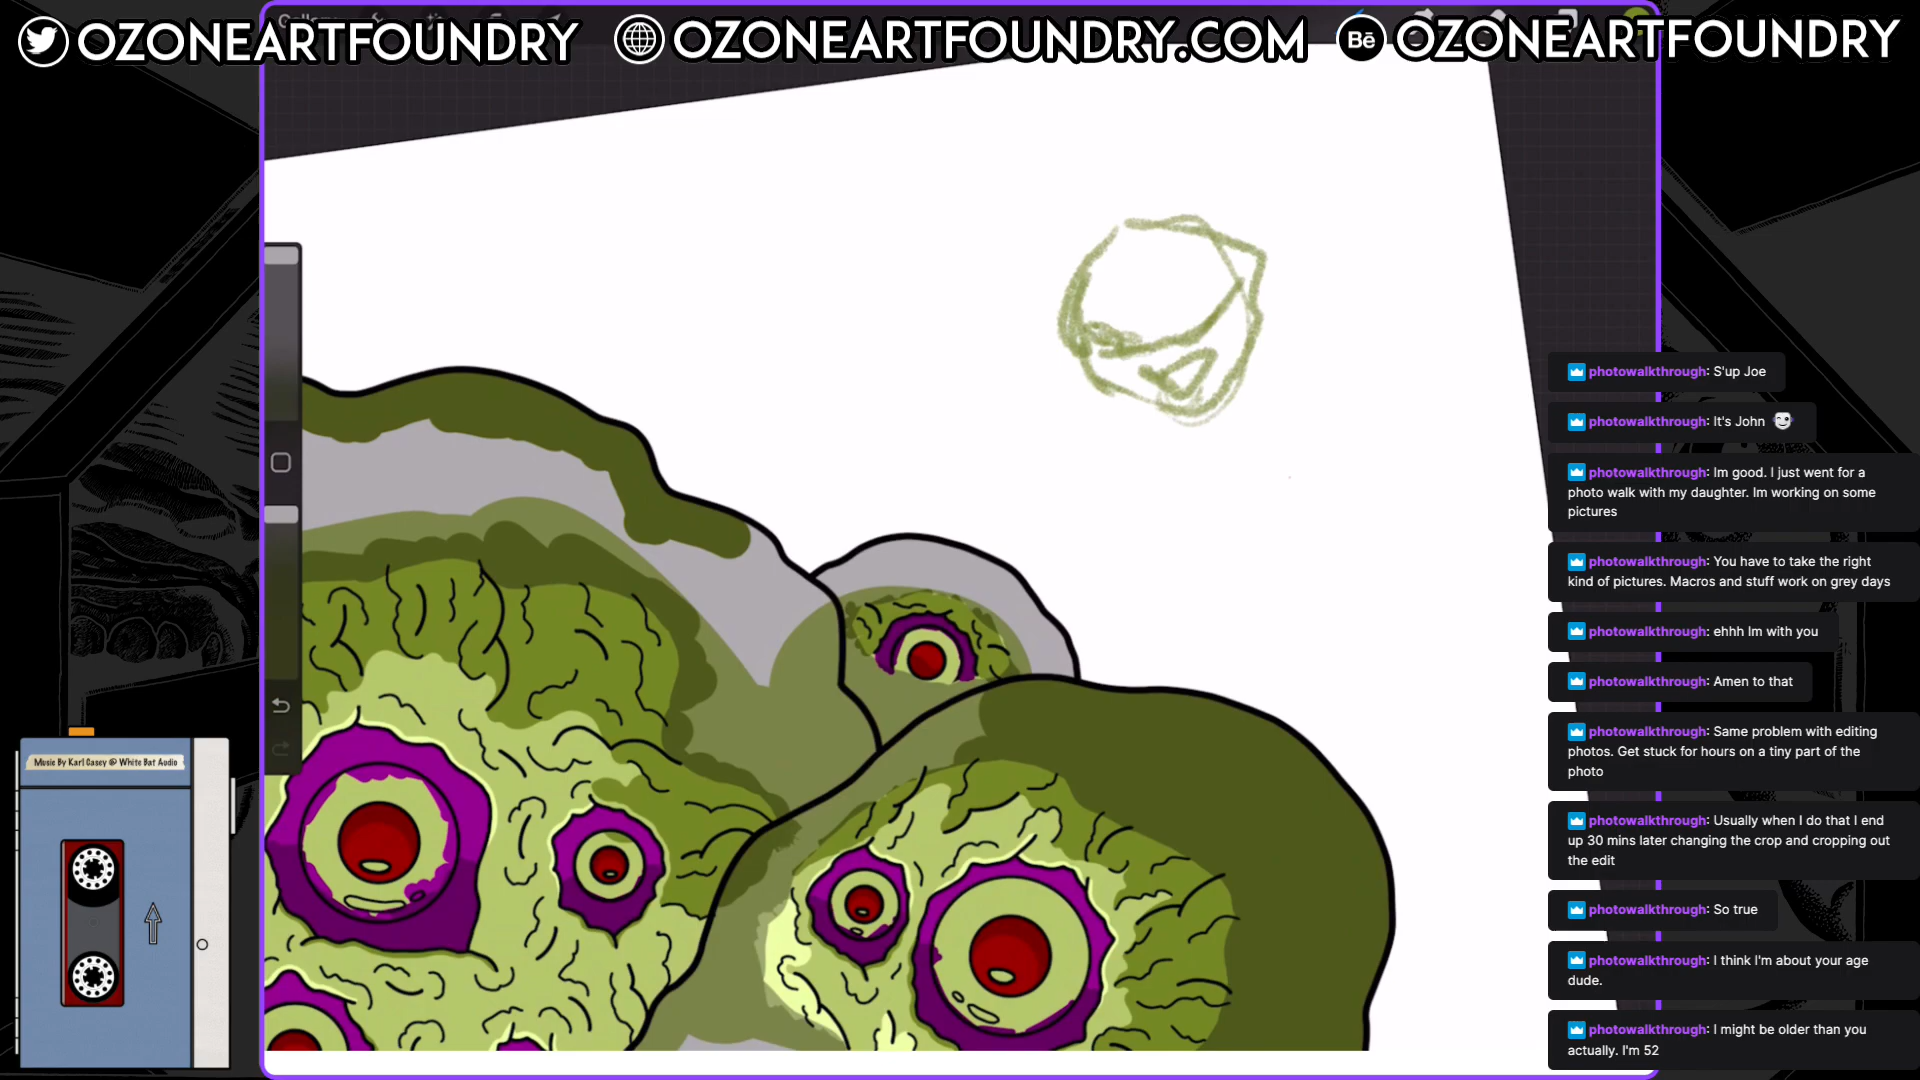 OZONEARTFOUNDRY
OZONEARTFOUNDRY.COM
Bē OZONEARTFOUNDRY
Music By Karl Casey @ White Bat Audio
photowalkthrough: S'up Joe
photowalkthrough: It's John
photowalkthrough: Im good. I just went for a
photo walk with my daughter. Im working on some
pictures
photowalkthrough: You have to take the right
kind of pictures. Macros and stuff work on grey days
photowalkthrough: ehhh Im with you
photowalkthrough: Amen to that
photowalkthrough: Same problem with editing
photos. Get stuck for hours on a tiny part of the
photo
photowalkthrough: Usually when I do that I end
up 30 mins later changing the crop and cropping out
the edit
photowalkthrough: So true
photowalkthrough: I think I'm about your age
dude.
photowalkthrough: I might be older than you
actually. I'm 52